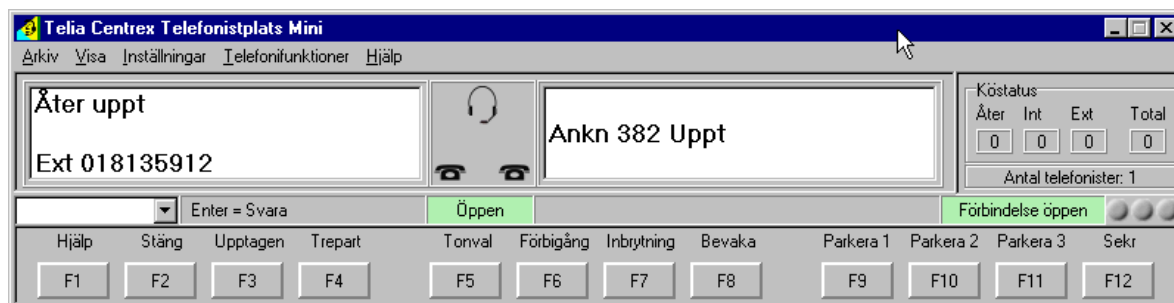 Telia Centrex Telefonistplats Mini
Arkiv Visa Inställningar Telefonifunktioner Hjälp
Åter uppt
Ext 018135912
Ankn 382 Uppt
Köstatus
Åter Int Ext Total
0 0 0 0
Antal telefonister: 1
Enter = Svara Öppen Förbindelse öppen
Hjälp Stäng Upptagen Trepart Tonval Förbigång Inbrytning Bevaka Parkera 1 Parkera 2 Parkera 3 Sekr
F1 F2 F3 F4 F5 F6 F7 F8 F9 F10 F11 F12